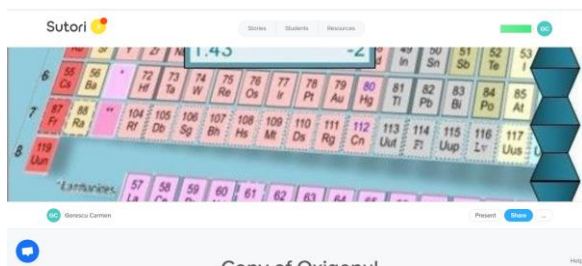 Sutori
Stories Students Resources
GC
1.43 -2
49 50 51 52 53
Sn Sb Te
6 55 56 * 72 73 74 75 76 77 78 79 80 81 82 83 84 85
Cs Ba Hf Ta W Re Os Ir Pt Au Hg Tl Pb Bi Po At
7 87 88 ** 104 105 106 107 108 109 110 111 112 113 114 115 116 117
Fr Ra Rf Db Sg Bh Hs Mt Ds Rg Cn Uut Fl Uup Lv Uus
8 119
Uun
57 58 59 60 61 62 63 64
La
GC Gorescu Carmen
Present Share ...
Copy of Oxigenul
Help